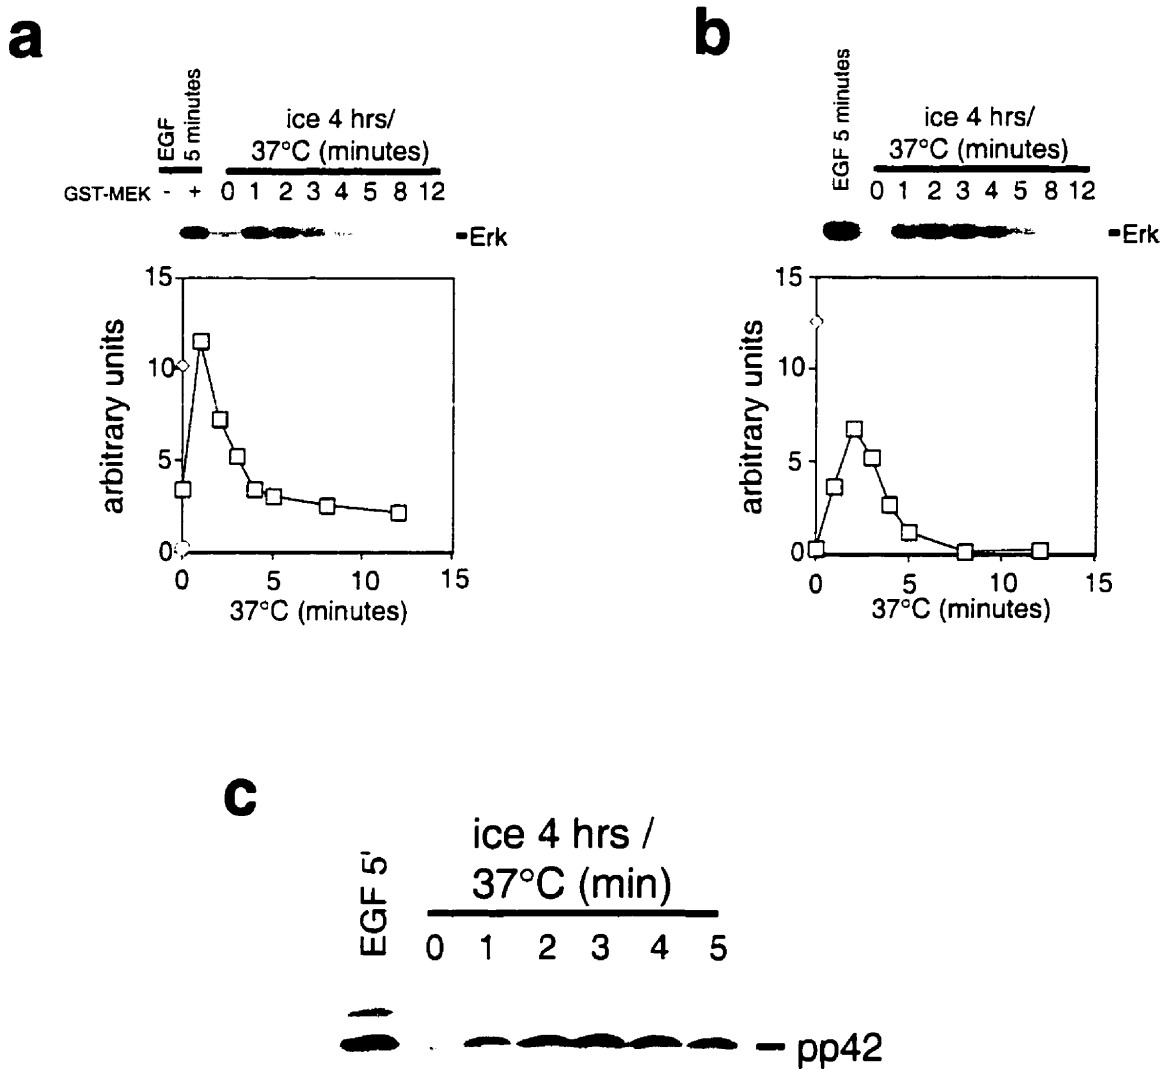 a
EGF
5 minutes
ice 4 hrs/
37°C (minutes)
GST-MEK - + 0 1 2 3 4 5 8 12
Erk
15
10
5
0
arbitrary units
0 5 10 15
37°C (minutes)
b
EGF 5 minutes
ice 4 hrs/
37°C (minutes)
0 1 2 3 4 5 8 12
Erk
15
10
5
0
arbitrary units
0 5 10 15
37°C (minutes)
c
EGF 5'
ice 4 hrs /
37°C (min)
0 1 2 3 4 5
pp42